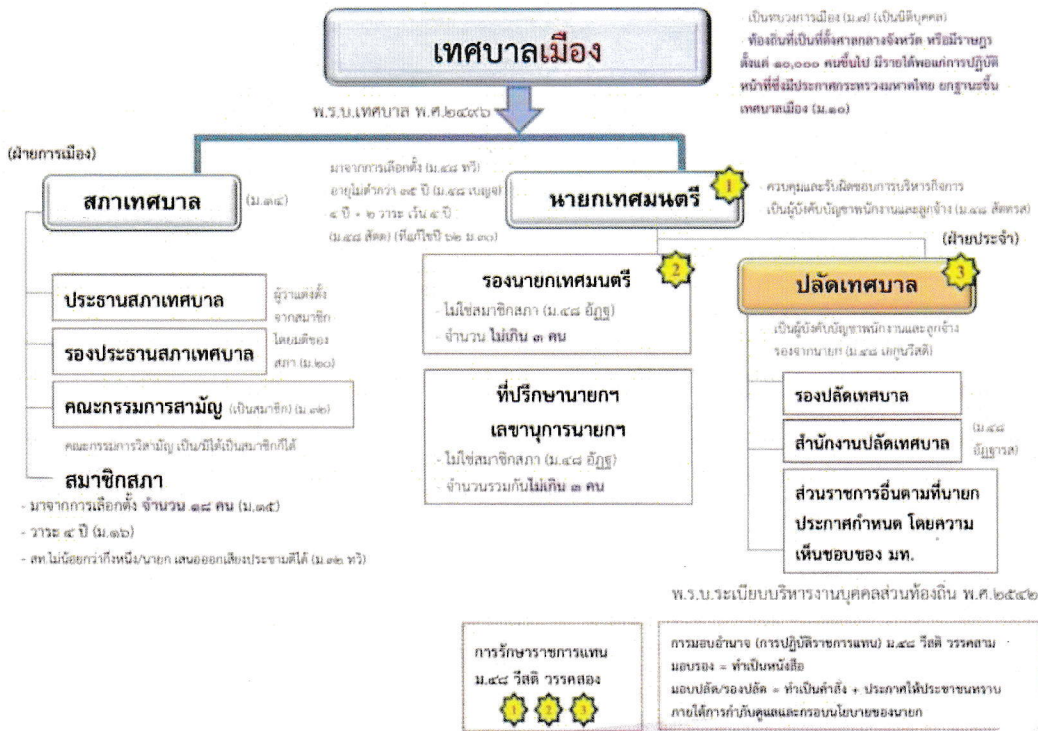 เทศบาลเมือง
- เป็นทบวงการเมือง (ม.๗) (เป็นนิติบุคคล)
- ท้องถิ่นที่เป็นที่ตั้งศาลกลางจังหวัด หรือมีราษฎร
ตั้งแต่ ๑๐,๐๐๐ คนขึ้นไป มีรายได้พอแก่การปฏิบัติ
หน้าที่ซึ่งมีประกาศกระทรวงมหาดไทย ยกฐานะขึ้น
เทศบาลเมือง (ม.๑๐)
พ.ร.บ.เทศบาล พ.ศ.๒๔๙๖
(ฝ่ายการเมือง)
สภาเทศบาล
(ม.๑๔)
มาจากการเลือกตั้ง (ม.๔๘ ทวิ)
อายุไม่ต่ำกว่า ๓๕ ปี (ม.๔๘ เบญจ)
๔ ปี + ๒ วาระ เว้น ๔ ปี
(ม.๔๘ สัตต) (ที่แก้ไขปี ๖๒ ม.๓๐)
นายกเทศมนตรี
1
- ควบคุมและรับผิดชอบการบริหารกิจการ
เป็นผู้บังคับบัญชาพนักงานและลูกจ้าง (ม.๔๘ สัตตรส)
(ฝ่ายประจำ)
ประธานสภาเทศบาล
รองประธานสภาเทศบาล
ผู้ว่าแต่งตั้ง
จากสมาชิก
โดยมติของ
สภา (ม.๒๐)
คณะกรรมการสามัญ (เป็นสมาชิก) (ม.๓๒)
คณะกรรมการวิสามัญ เป็น/มิได้เป็นสมาชิกก็ได้
สมาชิกสภา
- มาจากการเลือกตั้ง จำนวน ๑๘ คน (ม.๑๕)
- วาระ ๔ ปี (ม.๑๖)
- สท.ไม่น้อยกว่ากึ่งหนึ่ง/นายก เสนอออกเสียงประชามติได้ (ม.๓๒ ทวิ)
รองนายกเทศมนตรี
2
- ไม่ใช่สมาชิกสภา (ม.๔๘ อัฏฐ)
- จำนวน ไม่เกิน ๓ คน
ที่ปรึกษานายกฯ
เลขานุการนายกฯ
- ไม่ใช่สมาชิกสภา (ม.๔๘ อัฏฐ)
- จำนวนรวมกันไม่เกิน ๓ คน
ปลัดเทศบาล
3
- เป็นผู้บังคับบัญชาพนักงานและลูกจ้าง
รองจากนายก (ม.๔๘ เอกูนวีสติ)
รองปลัดเทศบาล
สำนักงานปลัดเทศบาล
(ม.๔๘
อัฏฐารส)
ส่วนราชการอื่นตามที่นายก
ประกาศกำหนด โดยความ
เห็นชอบของ มท.
พ.ร.บ.ระเบียบบริหารงานบุคคลส่วนท้องถิ่น พ.ศ.๒๕๔๒
การรักษาราชการแทน
ม.๔๘ วีสติ วรรคสอง
1 2 3
การมอบอำนาจ (การปฏิบัติราชการแทน) ม.๔๘ วีสติ วรรคสาม
มอบรอง = ทำเป็นหนังสือ
มอบปลัด/รองปลัด = ทำเป็นคำสั่ง + ประกาศให้ประชาชนทราบ
ภายใต้การกำกับดูแลและกรอบนโยบายของนายก